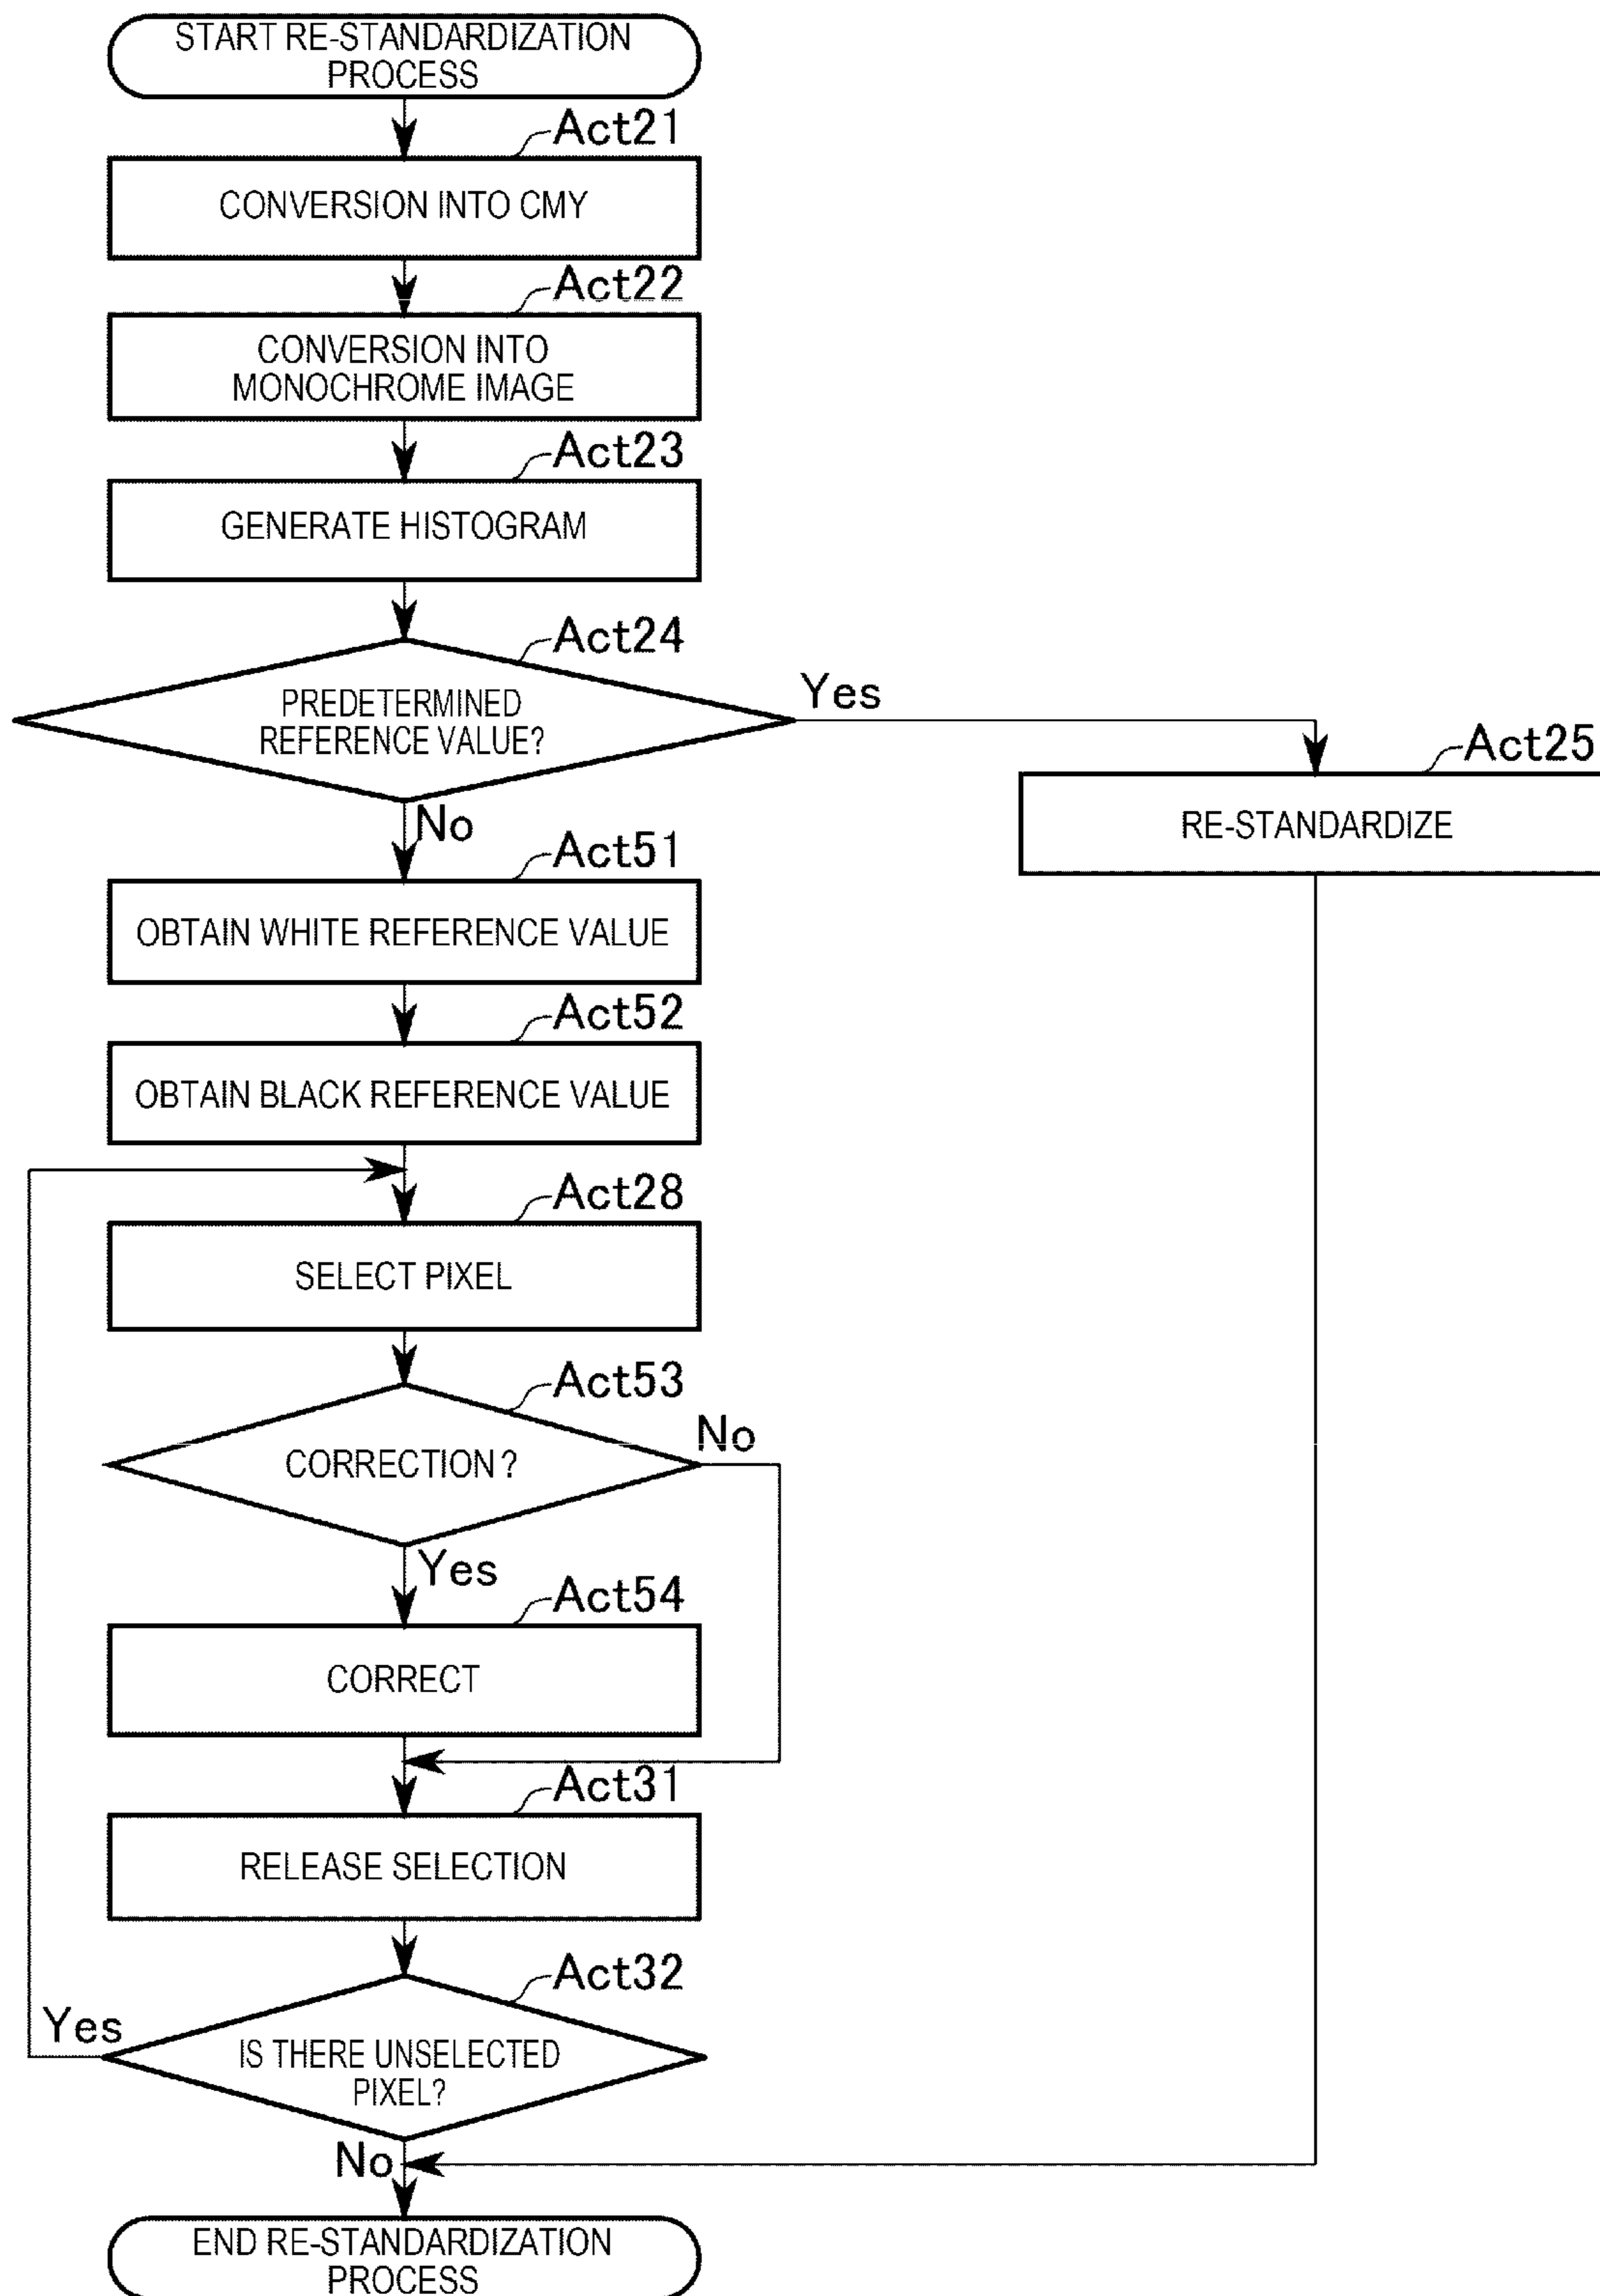 START RE-STANDARDIZATION
PROCESS
Act21
CONVERSION INTO CMY
Act22
CONVERSION INTO
MONOCHROME IMAGE
Act23
GENERATE HISTOGRAM
Act24
PREDETERMINED
REFERENCE VALUE?
Yes
Act25
RE-STANDARDIZE
No
Act51
OBTAIN WHITE REFERENCE VALUE
Act52
OBTAIN BLACK REFERENCE VALUE
Act28
SELECT PIXEL
Act53
CORRECTION ?
No
Yes
Act54
CORRECT
Act31
RELEASE SELECTION
Act32
Yes
IS THERE UNSELECTED
PIXEL?
No
END RE-STANDARDIZATION
PROCESS